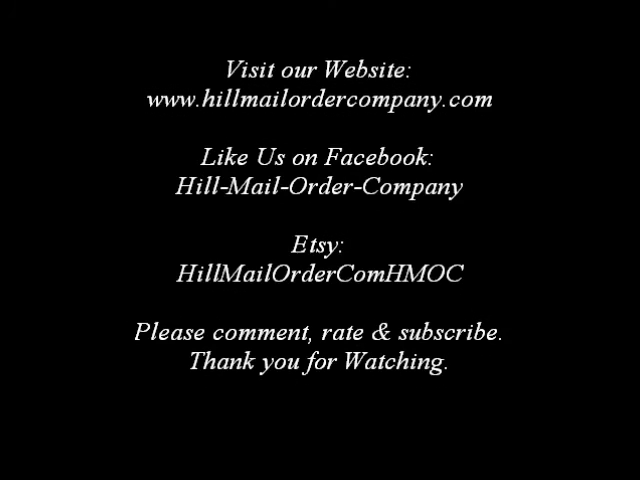 Visit our Website:
www.hillmailordercompany.com
Like Us on Facebook:
Hill-Mail-Order-Company
Etsy:
HillMailOrderComHMOC
Please comment, rate & subscribe.
Thank you for Watching.